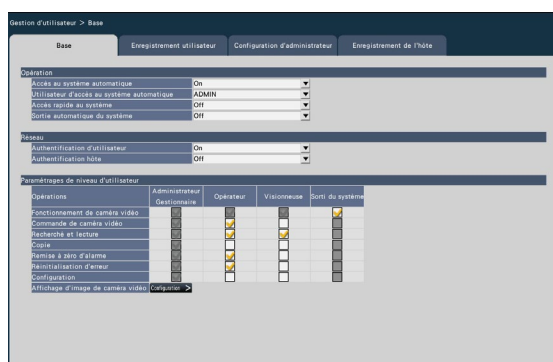 Gestion d'utilisateur > Base
Base Enregistrement utilisateur Configuration d'administrateur Enregistrement de l'hôte
Opération
Accès au système automatique On
Utilisateur d'accès au système automatique ADMIN
Accès rapide au système Off
Sortie automatique du système Off
Réseau
Authentification d'utilisateur On
Authentification hôte Off
Paramétrages de niveau d'utilisateur
Opérations Administrateur Gestionnaire Opérateur Visionneuse Sorti du système
Fonctionnement de caméra vidéo
Commande de caméra vidéo
Recherche et lecture
Copie
Remise à zéro d'alarme
Réinitialisation d'erreur
Configuration
Affichage d'image de caméra vidéo Configuration >